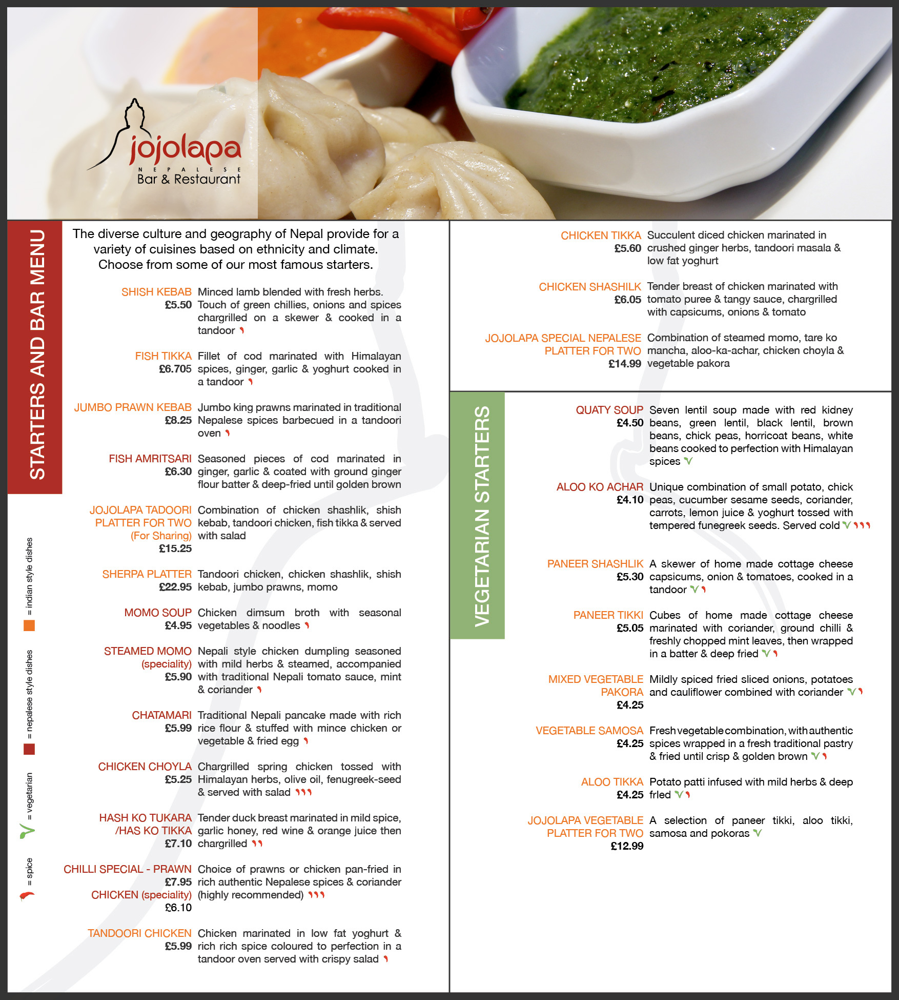 jojolapa
NEPALESE
Bar & Restaurant
STARTERS AND BAR MENU
The diverse culture and geography of Nepal provide for a
variety of cuisines based on ethnicity and climate.
Choose from some of our most famous starters.
SHISH KEBAB Minced lamb blended with fresh herbs.
£5.50 Touch of green chillies, onions and spices
chargrilled on a skewer & cooked in a
tandoor
FISH TIKKA Fillet of cod marinated with Himalayan
£6.705 spices, ginger, garlic & yoghurt cooked in
a tandoor
JUMBO PRAWN KEBAB Jumbo king prawns marinated in traditional
£8.25 Nepalese spices barbecued in a tandoori
oven
FISH AMRITSARI Seasoned pieces of cod marinated in
£6.30 ginger, garlic & coated with ground ginger
flour batter & deep-fried until golden brown
JOJOLAPA TADOORI Combination of chicken shashlik, shish
PLATTER FOR TWO kebab, tandoori chicken, fish tikka & served
(For Sharing) with salad
£15.25
SHERPA PLATTER Tandoori chicken, chicken shashlik, shish
£22.95 kebab, jumbo prawns, momo
MOMO SOUP Chicken dimsum broth with seasonal
£4.95 vegetables & noodles
STEAMED MOMO Nepali style chicken dumpling seasoned
(speciality) with mild herbs & steamed, accompanied
£5.90 with traditional Nepali tomato sauce, mint
& coriander
CHATAMARI Traditional Nepali pancake made with rich
£5.99 rice flour & stuffed with mince chicken or
vegetable & fried egg
CHICKEN CHOYLA Chargrilled spring chicken tossed with
£5.25 Himalayan herbs, olive oil, fenugreek-seed
& served with salad
HASH KO TUKARA Tender duck breast marinated in mild spice,
/HAS KO TIKKA garlic honey, red wine & orange juice then
£7.10 chargrilled
CHILLI SPECIAL - PRAWN Choice of prawns or chicken pan-fried in
£7.95 rich authentic Nepalese spices & coriander
CHICKEN (speciality) (highly recommended)
£6.10
TANDOORI CHICKEN Chicken marinated in low fat yoghurt &
£5.99 rich rich spice coloured to perfection in a
tandoor oven served with crispy salad
= indian style dishes
= nepalese style dishes
= vegetarian
= spice
CHICKEN TIKKA Succulent diced chicken marinated in
£5.60 crushed ginger herbs, tandoori masala &
low fat yoghurt
CHICKEN SHASHILK Tender breast of chicken marinated with
£6.05 tomato puree & tangy sauce, chargrilled
with capsicums, onions & tomato
JOJOLAPA SPECIAL NEPALESE Combination of steamed momo, tare ko
PLATTER FOR TWO mancha, aloo-ka-achar, chicken choyla &
£14.99 vegetable pakora
VEGETARIAN STARTERS
QUATY SOUP Seven lentil soup made with red kidney
£4.50 beans, green lentil, black lentil, brown
beans, chick peas, horricoat beans, white
beans cooked to perfection with Himalayan
spices
ALOO KO ACHAR Unique combination of small potato, chick
£4.10 peas, cucumber sesame seeds, coriander,
carrots, lemon juice & yoghurt tossed with
tempered funegreek seeds. Served cold
PANEER SHASHLIK A skewer of home made cottage cheese
£5.30 capsicums, onion & tomatoes, cooked in a
tandoor
PANEER TIKKI Cubes of home made cottage cheese
£5.05 marinated with coriander, ground chilli &
freshly chopped mint leaves, then wrapped
in a batter & deep fried
MIXED VEGETABLE Mildly spiced fried sliced onions, potatoes
PAKORA and cauliflower combined with coriander
£4.25
VEGETABLE SAMOSA Fresh vegetable combination, with authentic
£4.25 spices wrapped in a fresh traditional pastry
& fried until crisp & golden brown
ALOO TIKKA Potato patti infused with mild herbs & deep
£4.25 frIed
JOJOLAPA VEGETABLE A selection of paneer tikki, aloo tikki,
PLATTER FOR TWO samosa and pokoras
£12.99